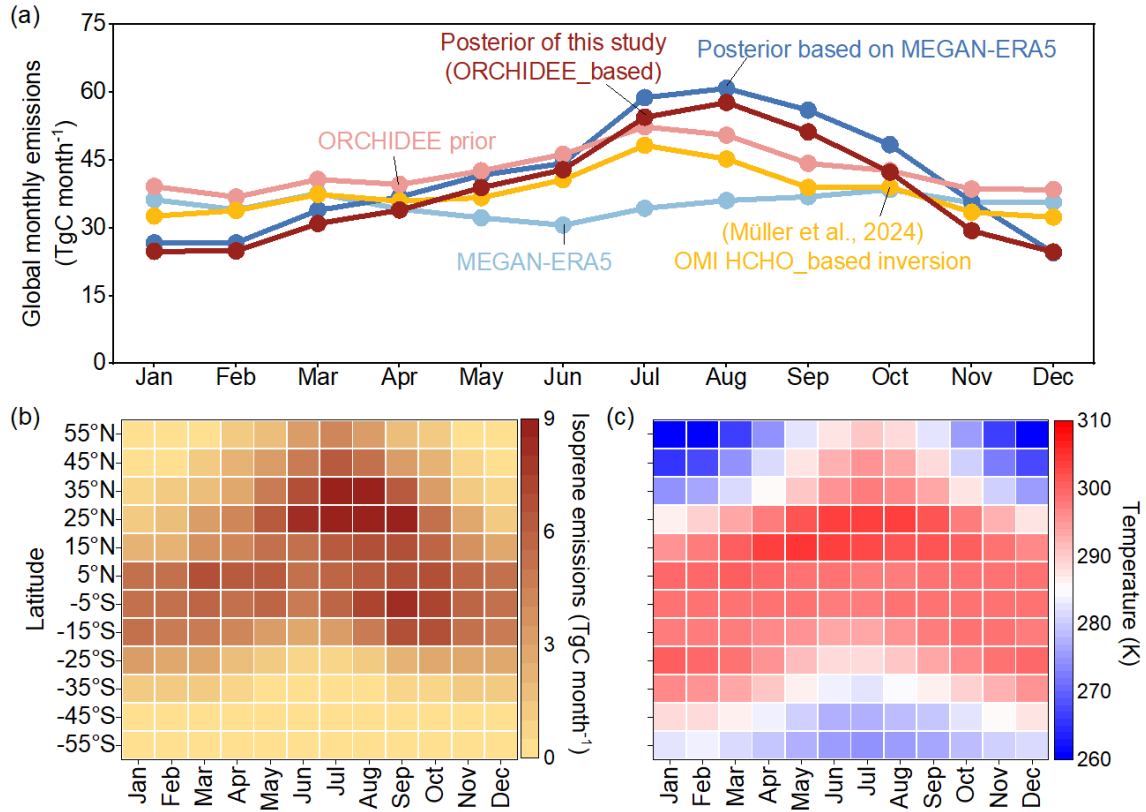 (a)
Global monthly emissions
(TgC month⁻¹)
75
60
45
30
15
0
Posterior of this study
(ORCHIDEE_based)
Posterior based on MEGAN-ERA5
ORCHIDEE prior
MEGAN-ERA5
(Müller et al., 2024)
OMI HCHO_based inversion
Jan Feb Mar Apr May Jun Jul Aug Sep Oct Nov Dec
(b)
Latitude
55°N
45°N
35°N
25°N
15°N
5°N
-5°S
-15°S
-25°S
-35°S
-45°S
-55°S
Jan Feb Mar Apr May Jun Jul Aug Sep Oct Nov Dec
9
6
3
0
Isoprene emissions (TgC month⁻¹)
(c)
Jan Feb Mar Apr May Jun Jul Aug Sep Oct Nov Dec
310
300
290
280
270
260
Temperature (K)